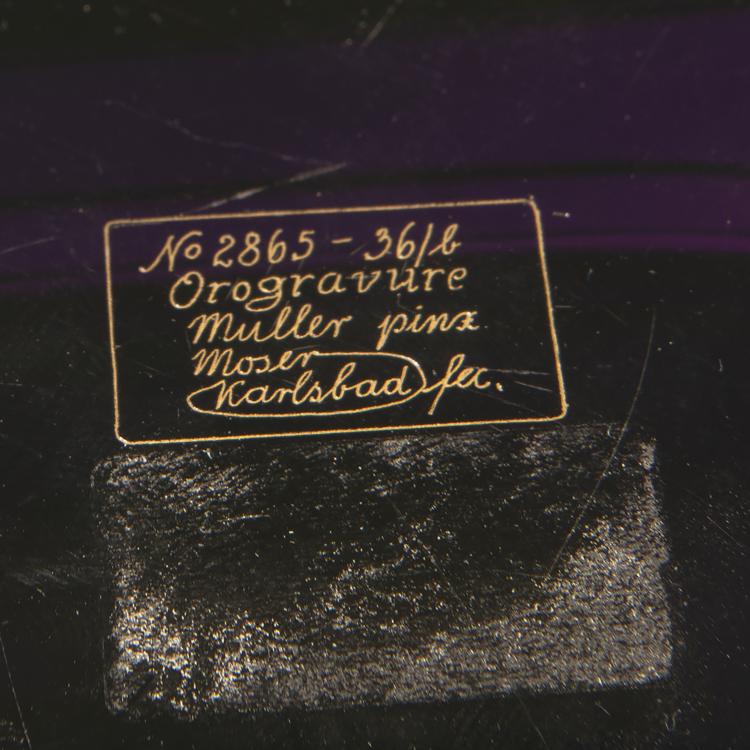 No 2865 - 36/b
Orogravure
Muller pinx
Moser
Karlsbad fec.